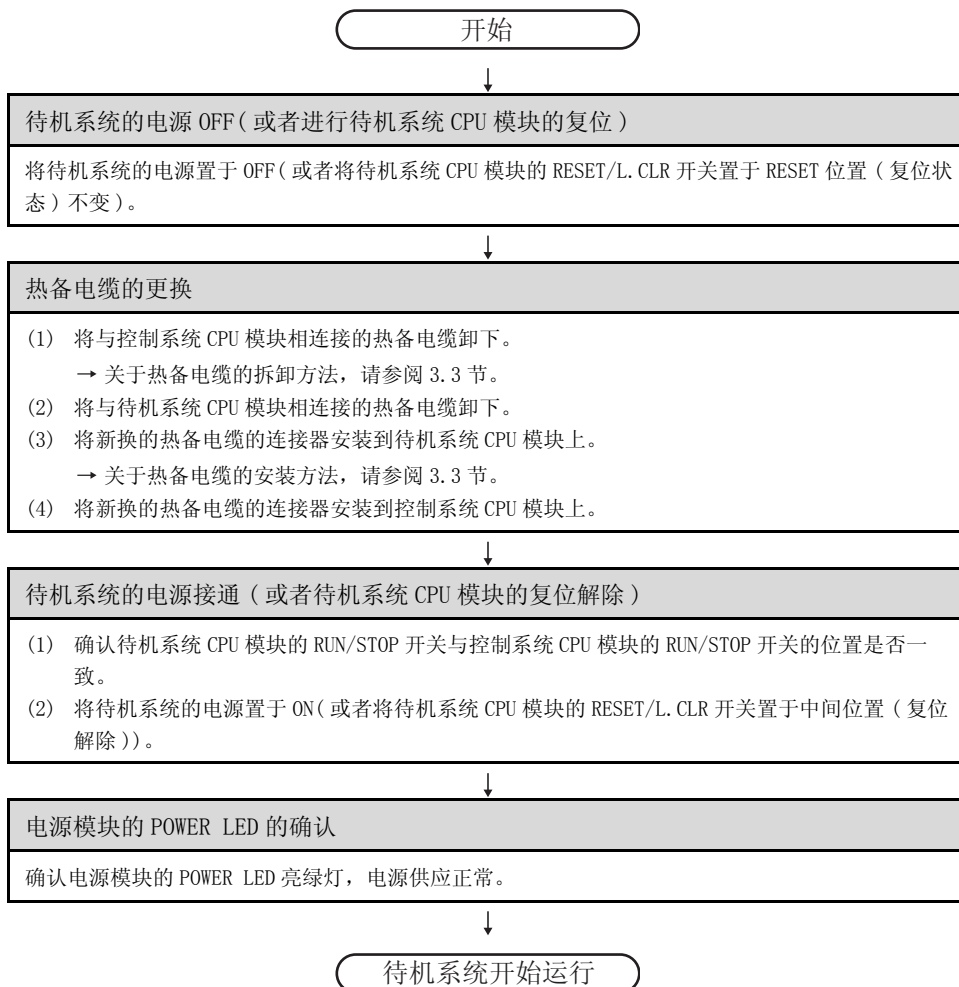 开始
待机系统的电源 OFF( 或者进行待机系统 CPU 模块的复位 )
将待机系统的电源置于 OFF( 或者将待机系统 CPU 模块的 RESET/L.CLR 开关置于 RESET 位置 ( 复位状
态 ) 不变 )。
热备电缆的更换
(1) 将与控制系统 CPU 模块相连接的热备电缆卸下。
→ 关于热备电缆的拆卸方法，请参阅 3.3 节。
(2) 将与待机系统 CPU 模块相连接的热备电缆卸下。
(3) 将新换的热备电缆的连接器安装到待机系统 CPU 模块上。
→ 关于热备电缆的安装方法，请参阅 3.3 节。
(4) 将新换的热备电缆的连接器安装到控制系统 CPU 模块上。
待机系统的电源接通 ( 或者待机系统 CPU 模块的复位解除 )
(1) 确认待机系统 CPU 模块的 RUN/STOP 开关与控制系统 CPU 模块的 RUN/STOP 开关的位置是否一
致。
(2) 将待机系统的电源置于 ON( 或者将待机系统 CPU 模块的 RESET/L.CLR 开关置于中间位置 ( 复位
解除 ))。
电源模块的 POWER LED 的确认
确认电源模块的 POWER LED 亮绿灯，电源供应正常。
待机系统开始运行